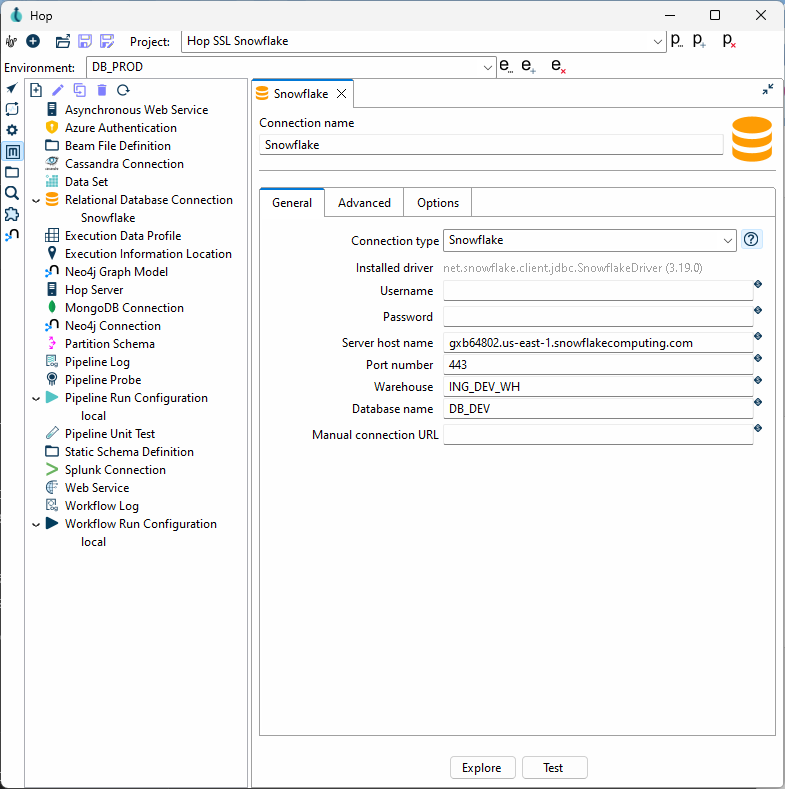 Hop
Project: Hop SSL Snowflake
Environment: DB_PROD
Asynchronous Web Service
Azure Authentication
Beam File Definition
Cassandra Connection
Data Set
Relational Database Connection
Snowflake
Execution Data Profile
Execution Information Location
Neo4j Graph Model
Hop Server
MongoDB Connection
Neo4j Connection
Partition Schema
Pipeline Log
Pipeline Probe
Pipeline Run Configuration
local
Pipeline Unit Test
Static Schema Definition
Splunk Connection
Web Service
Workflow Log
Workflow Run Configuration
local
Snowflake
Connection name
Snowflake
General Advanced Options
Connection type Snowflake
Installed driver net.snowflake.client.jdbc.SnowflakeDriver (3.19.0)
Username
Password
Server host name gxb64802.us-east-1.snowflakecomputing.com
Port number 443
Warehouse ING_DEV_WH
Database name DB_DEV
Manual connection URL
Explore Test